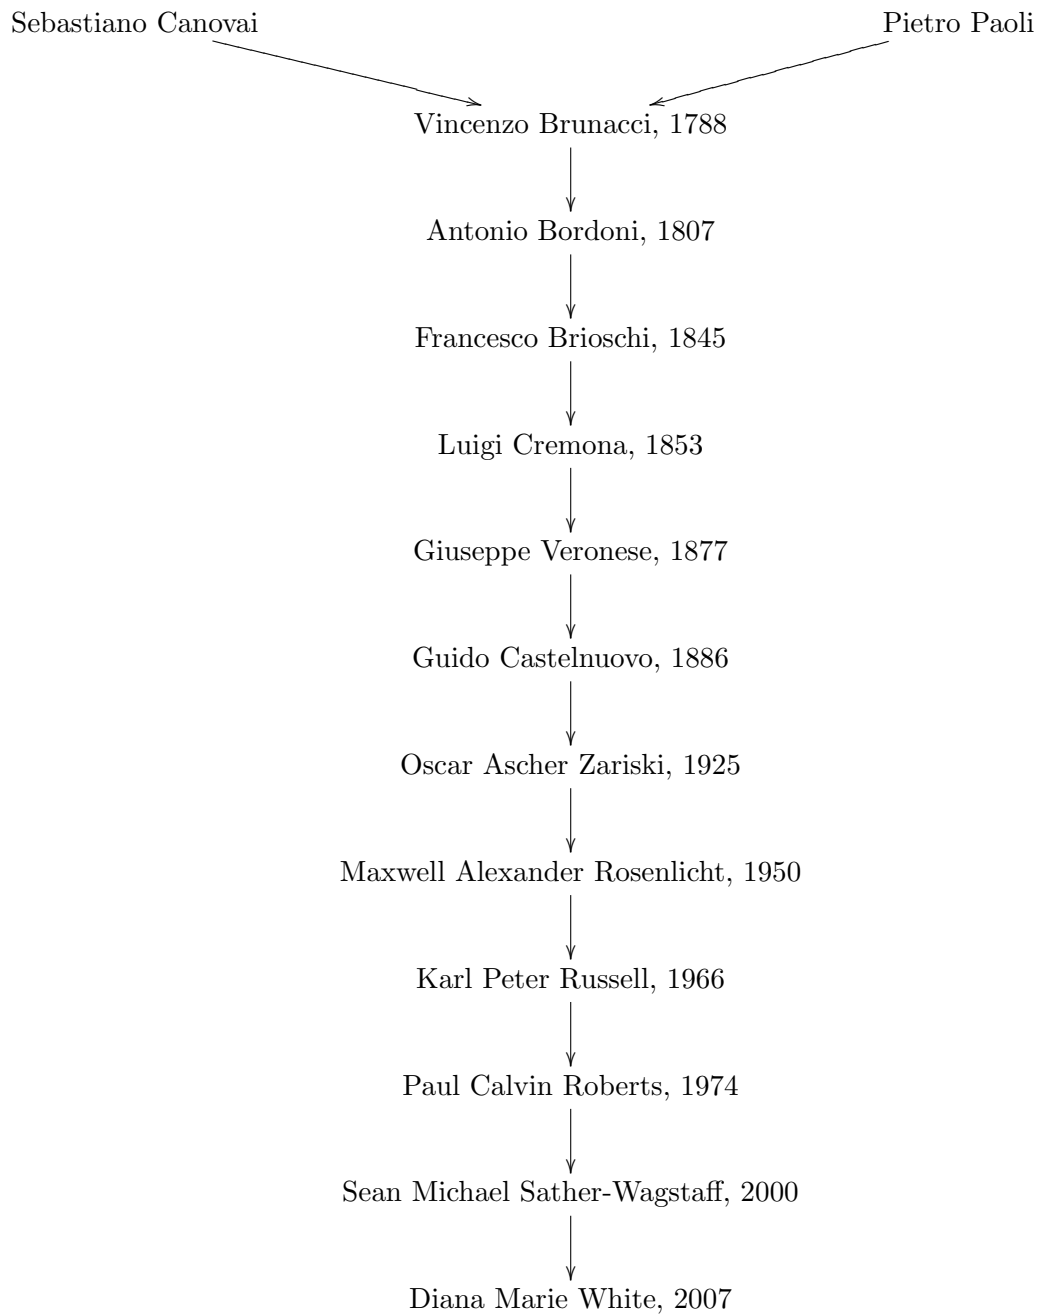 Sebastiano Canovai
Pietro Paoli
Vincenzo Brunacci, 1788
Antonio Bordoni, 1807
Francesco Brioschi, 1845
Luigi Cremona, 1853
Giuseppe Veronese, 1877
Guido Castelnuovo, 1886
Oscar Ascher Zariski, 1925
Maxwell Alexander Rosenlicht, 1950
Karl Peter Russell, 1966
Paul Calvin Roberts, 1974
Sean Michael Sather-Wagstaff, 2000
Diana Marie White, 2007